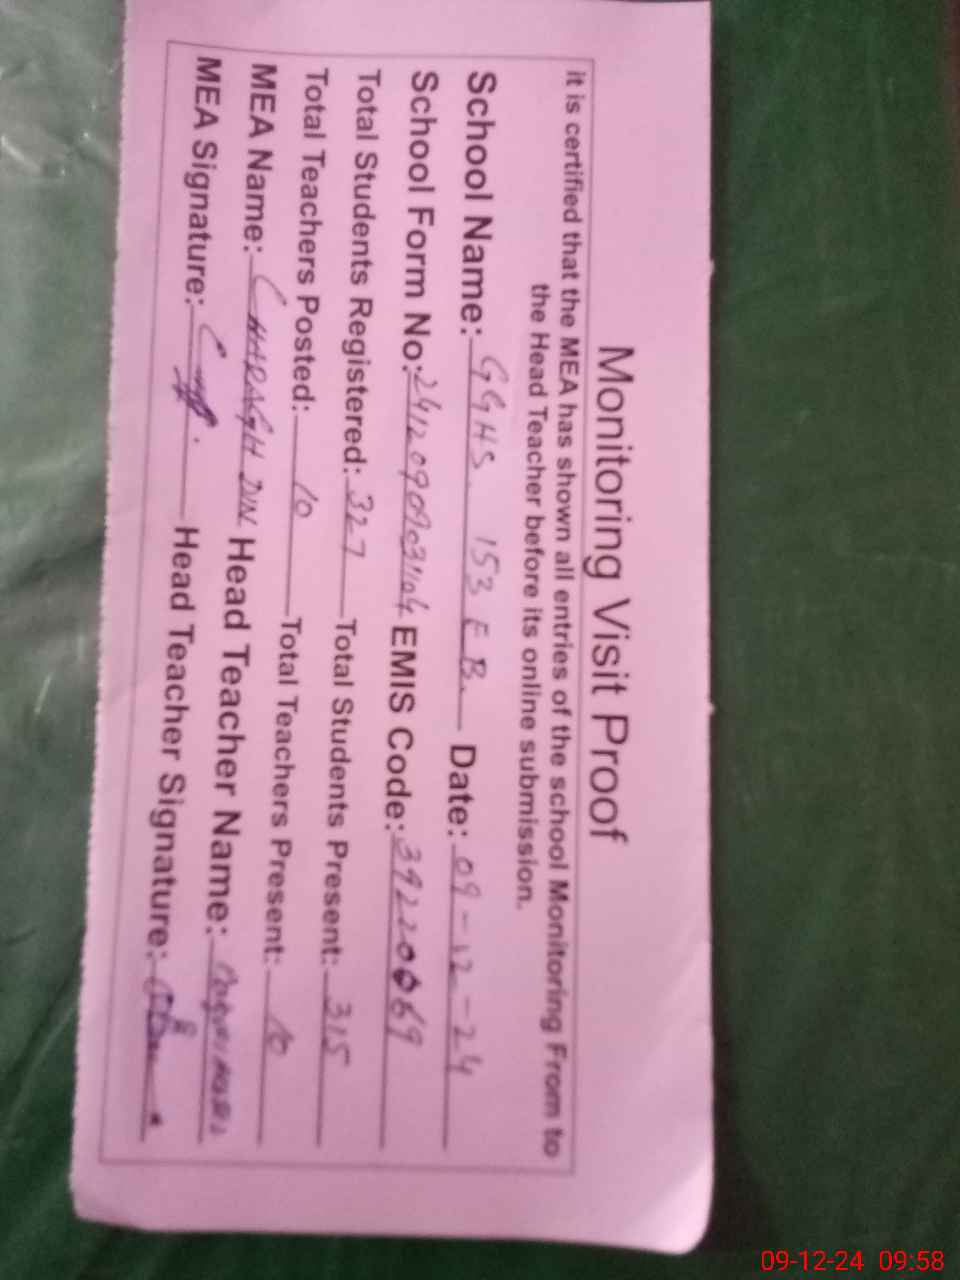 Monitoring Visit Proof
it is certified that the MEA has shown all entries of the school Monitoring From to
the Head Teacher before its online submission.
School Name: GGHS 153 E B. Date: 09-12-24
School Form No: EMIS Code: 39220069
Total Students Registered: 327 Total Students Present: 315
Total Teachers Posted: 10 Total Teachers Present: 10
MEA Name: CHARAGH DIN Head Teacher Name:
MEA Signature: Head Teacher Signature:
09-12-24 09:58